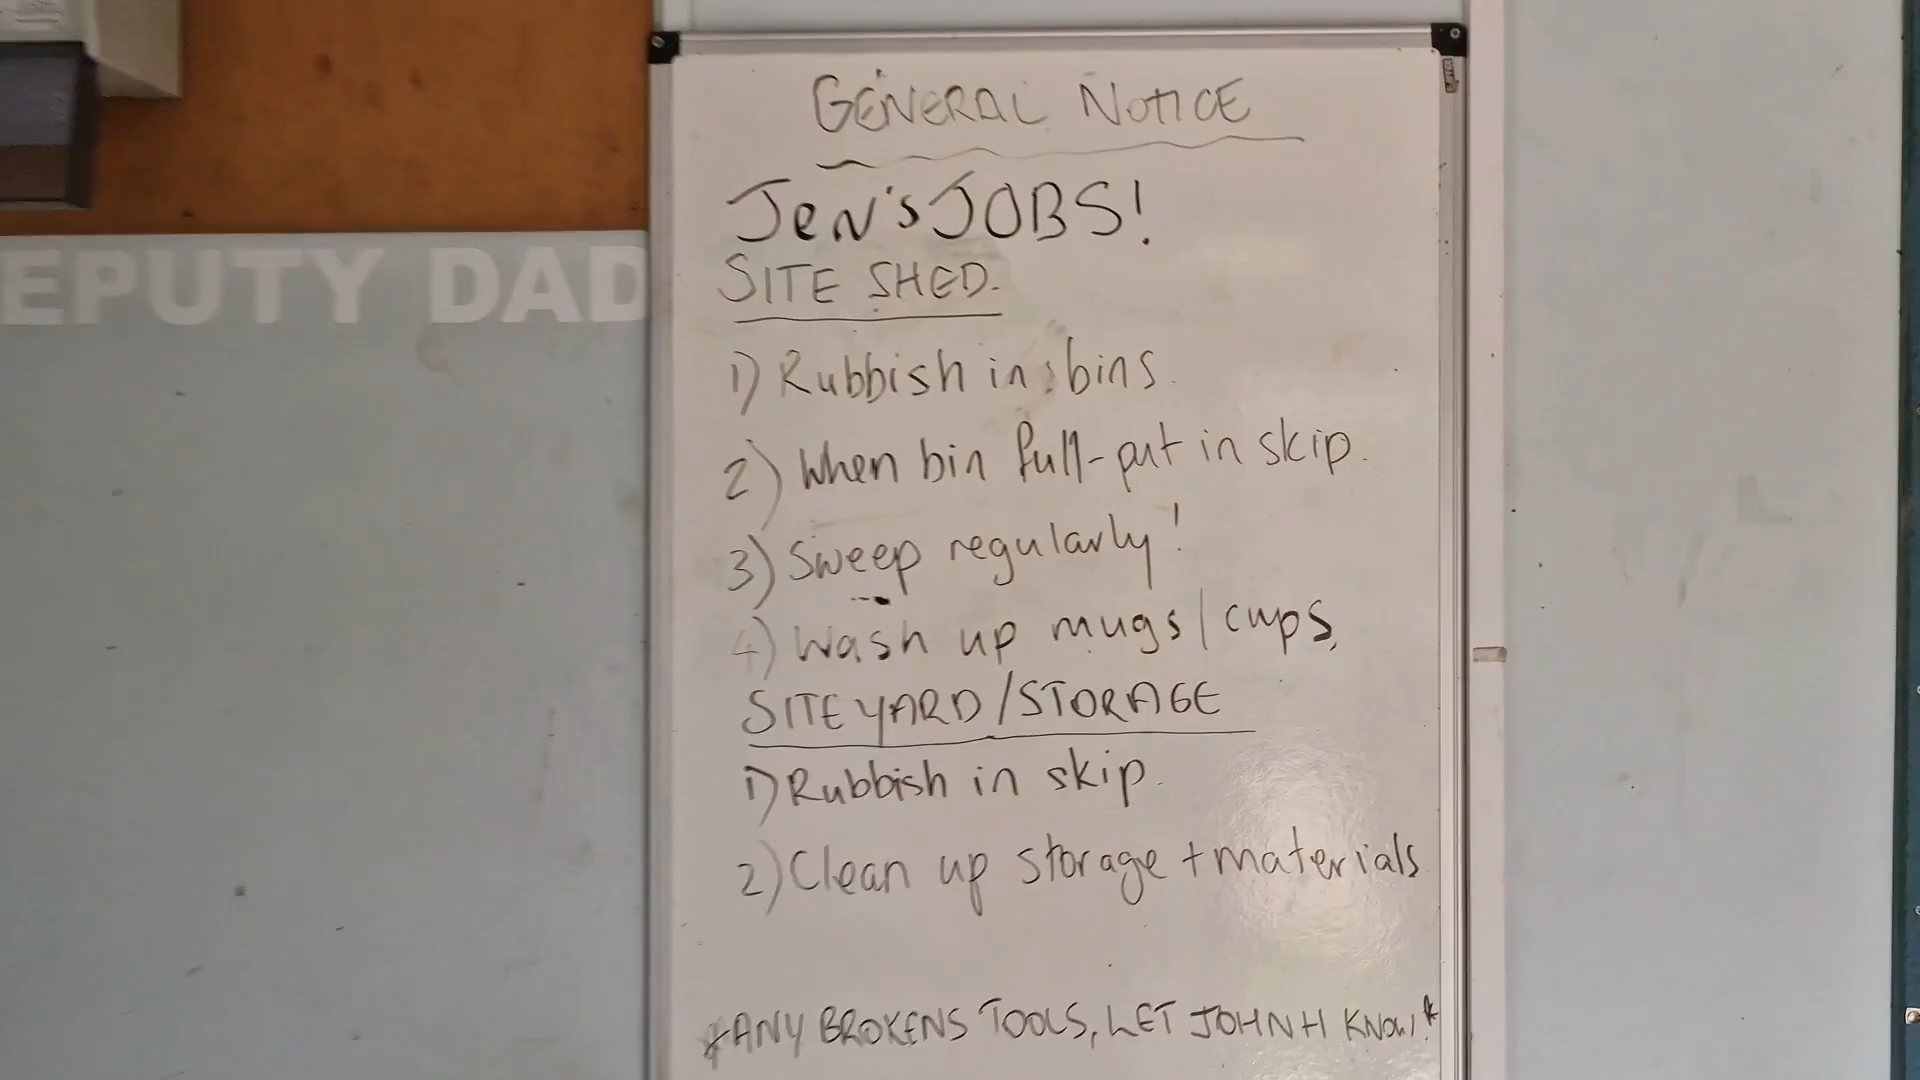 GENERAL NOTICE
Jen's JOBS!
SITE SHED.
1) Rubbish in bins.
2) When bin full-put in skip.
3) Sweep regularly!
4) Wash up mugs/cups.
SITE YARD/STORAGE
1) Rubbish in skip.
2) Clean up storage + materials
*ANY BROKENS TOOLS, LET JOHN H KNOW!*
EPUTY DAD